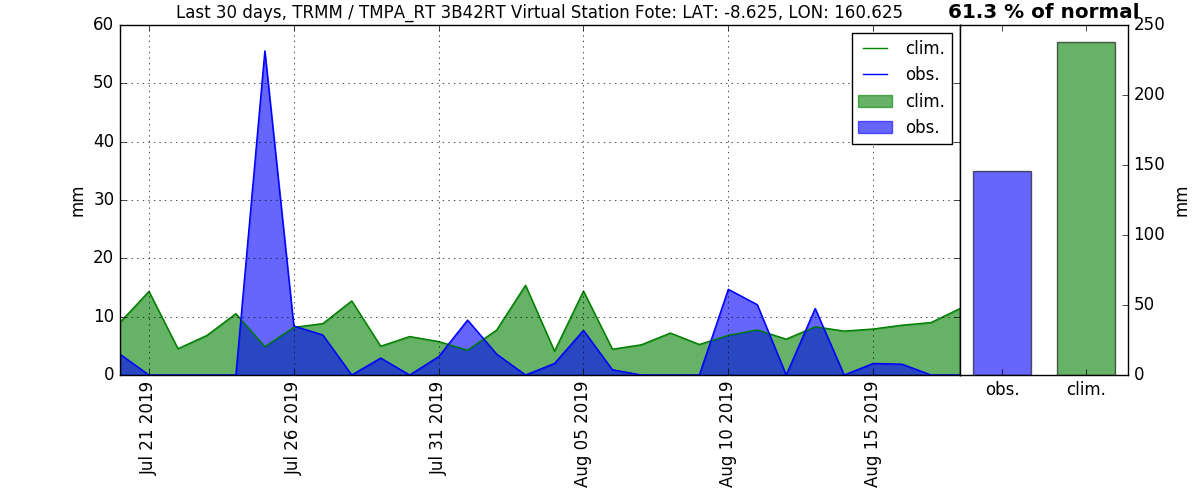 Last 30 days, TRMM / TMPA_RT 3B42RT Virtual Station Fote: LAT: -8.625, LON: 160.625
61.3 % of normal
60
50
40
30
20
10
0
mm
clim.
obs.
clim.
obs.
Jul 21 2019
Jul 26 2019
Jul 31 2019
Aug 05 2019
Aug 10 2019
Aug 15 2019
250
200
150
100
50
0
mm
obs.
clim.